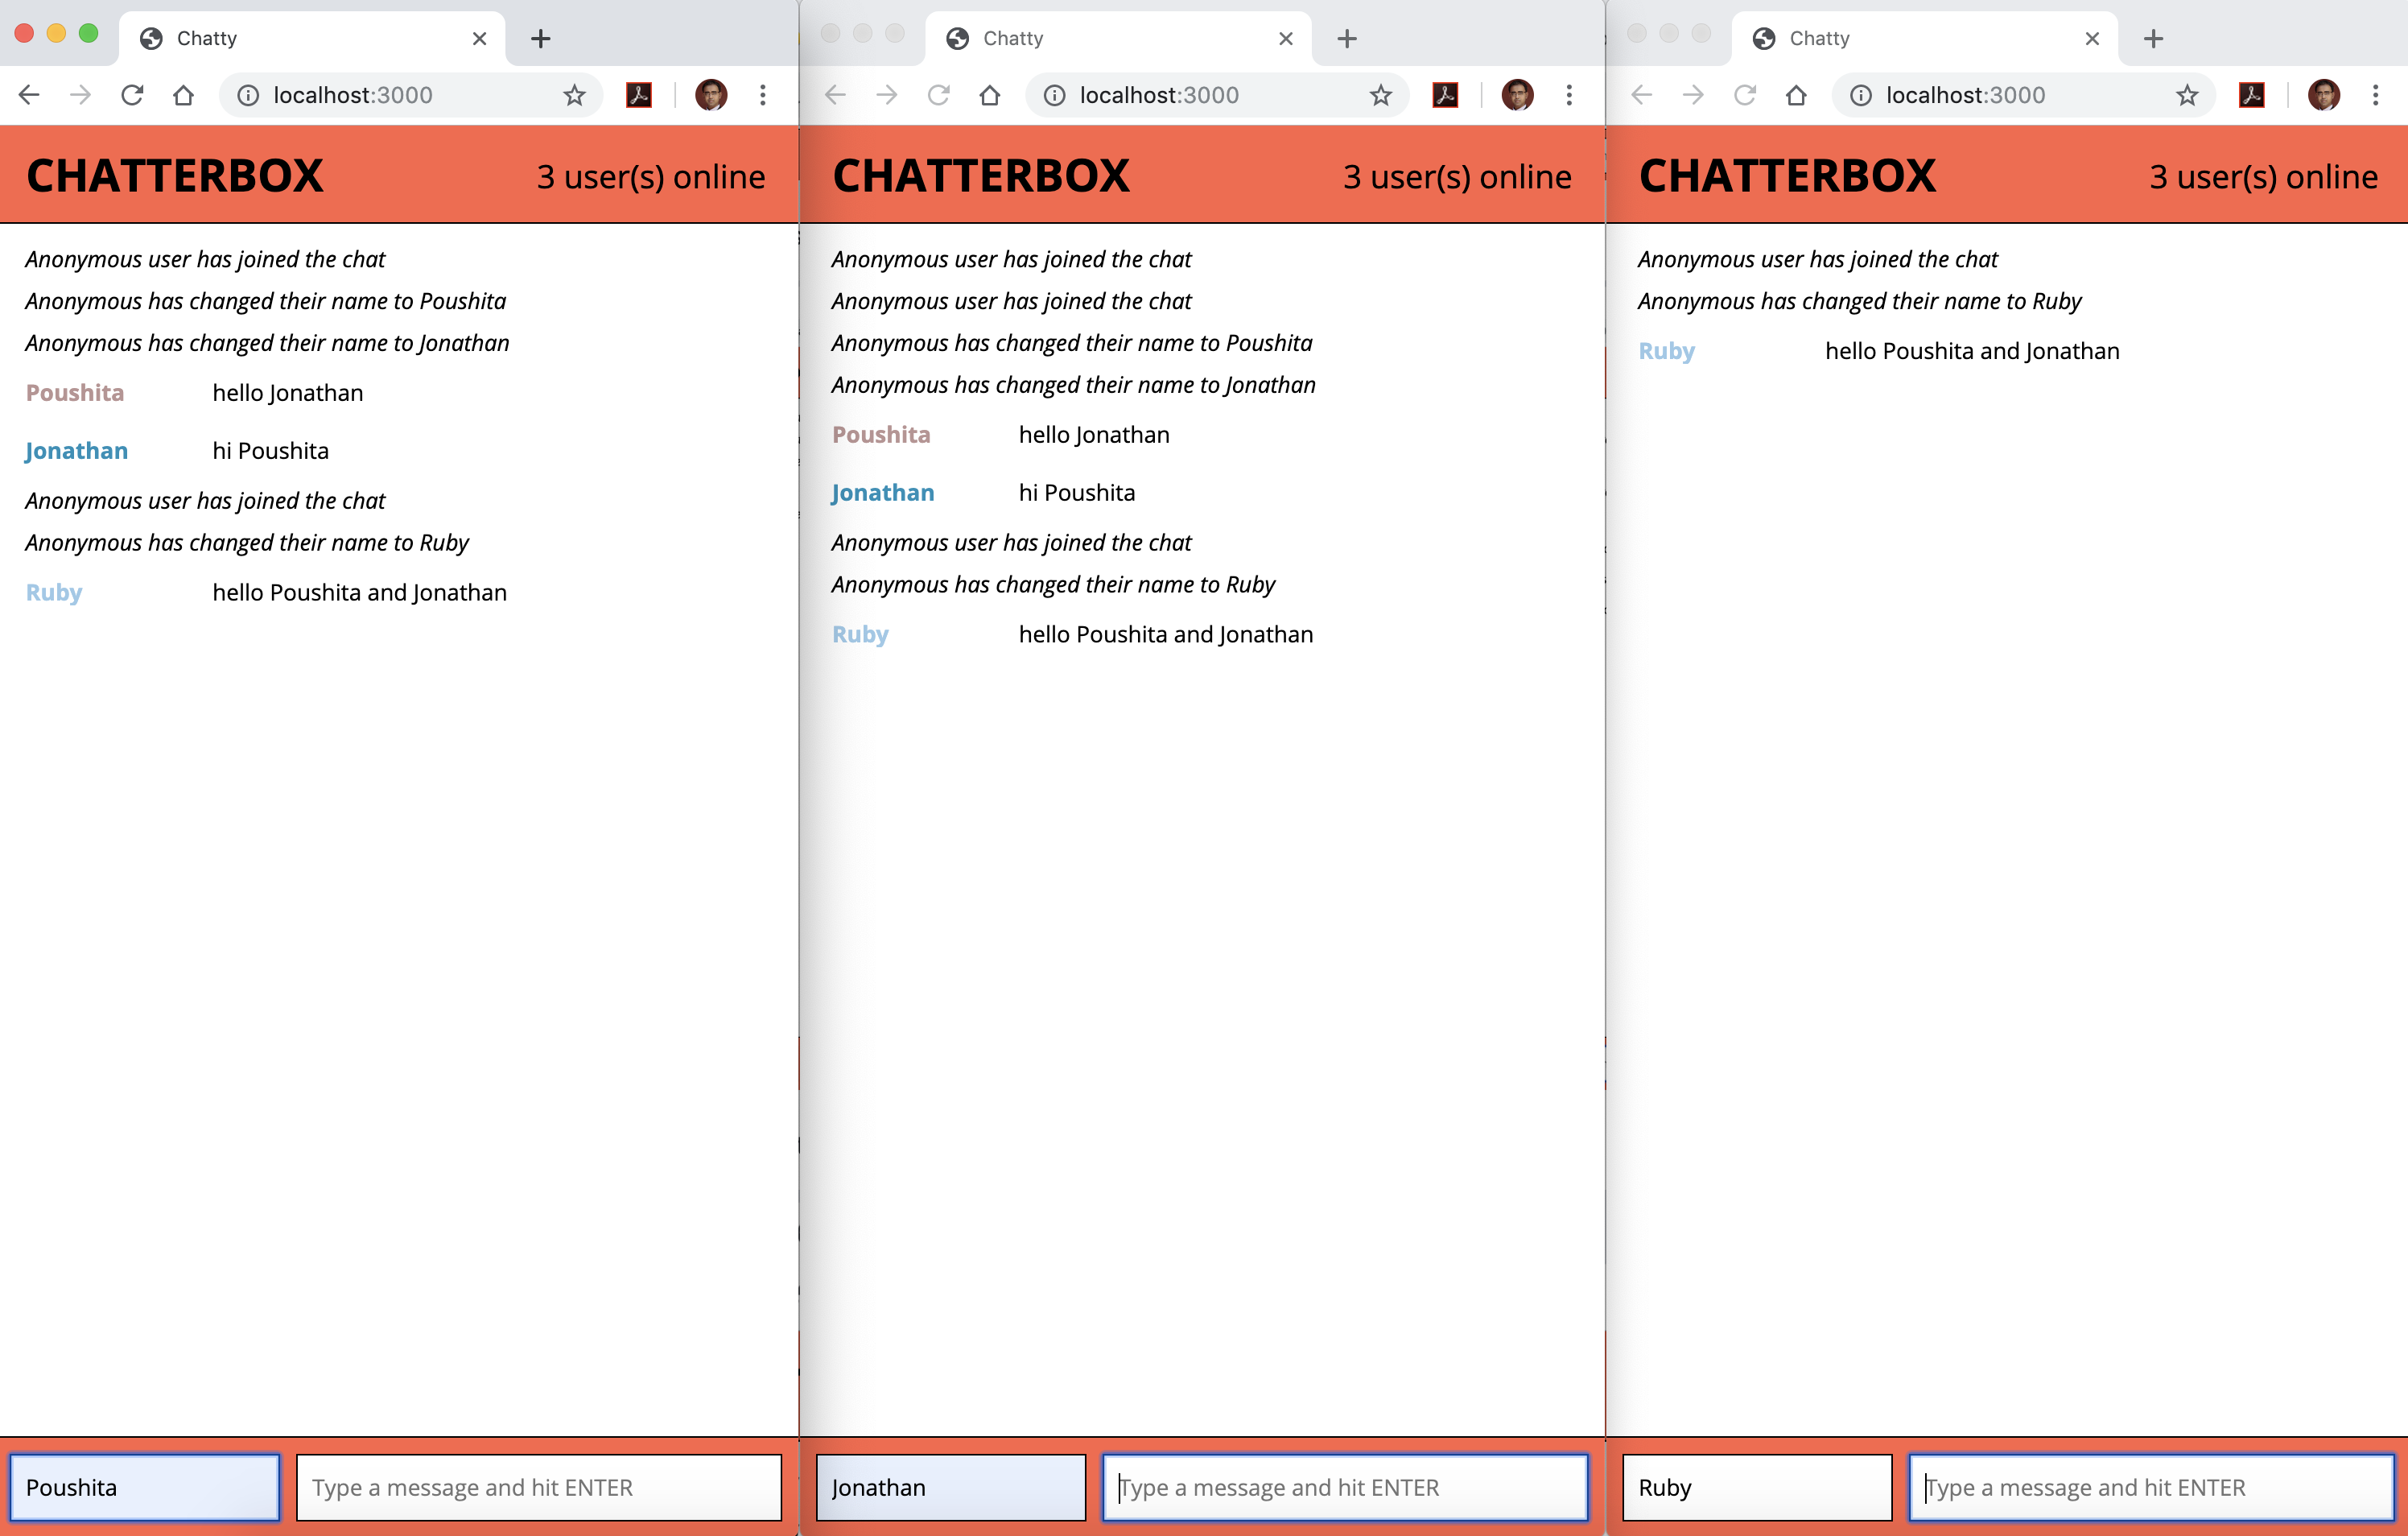 Chatty
localhost:3000
CHATTERBOX 3 user(s) online
Anonymous user has joined the chat
Anonymous has changed their name to Poushita
Anonymous has changed their name to Jonathan
Poushita hello Jonathan
Jonathan hi Poushita
Anonymous user has joined the chat
Anonymous has changed their name to Ruby
Ruby hello Poushita and Jonathan
Poushita Type a message and hit ENTER
Chatty
localhost:3000
CHATTERBOX 3 user(s) online
Anonymous user has joined the chat
Anonymous user has joined the chat
Anonymous has changed their name to Poushita
Anonymous has changed their name to Jonathan
Poushita hello Jonathan
Jonathan hi Poushita
Anonymous user has joined the chat
Anonymous has changed their name to Ruby
Ruby hello Poushita and Jonathan
Jonathan Type a message and hit ENTER
Chatty
localhost:3000
CHATTERBOX 3 user(s) online
Anonymous user has joined the chat
Anonymous has changed their name to Ruby
Ruby hello Poushita and Jonathan
Ruby Type a message and hit ENTER